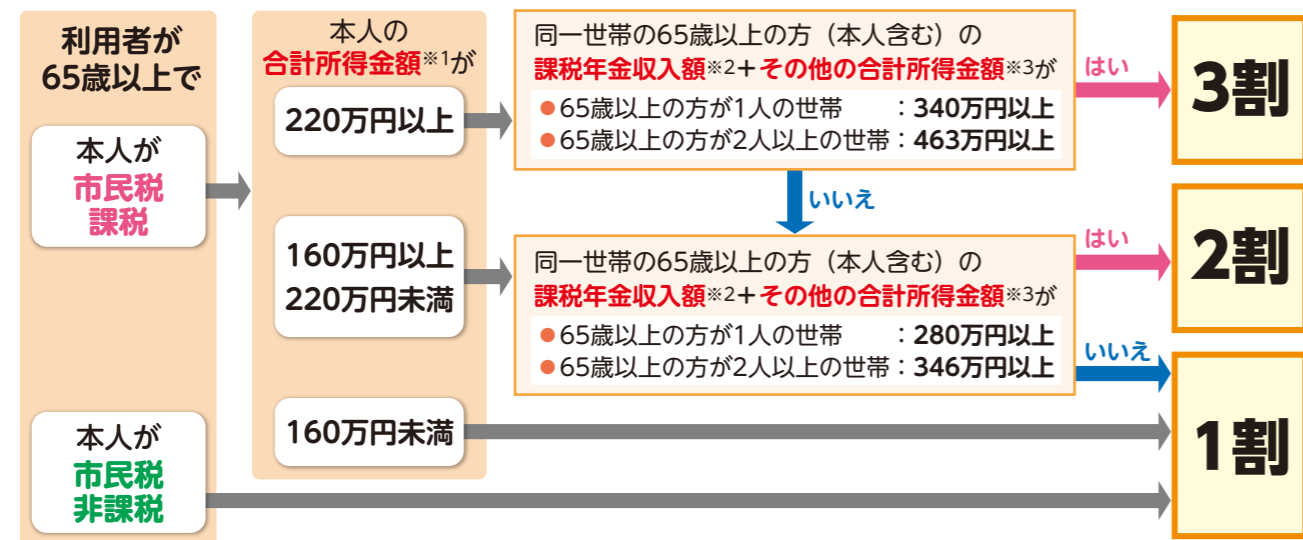 利用者が
65歳以上で
本人が
市民税
課税
本人が
市民税
非課税
本人の
合計所得金額※1が
220万円以上
160万円以上
220万円未満
160万円未満
同一世帯の65歳以上の方（本人含む）の
課税年金収入額※2＋その他の合計所得金額※3が
●65歳以上の方が1人の世帯　　：340万円以上
●65歳以上の方が2人以上の世帯：463万円以上
はい
いいえ
同一世帯の65歳以上の方（本人含む）の
課税年金収入額※2＋その他の合計所得金額※3が
●65歳以上の方が1人の世帯　　：280万円以上
●65歳以上の方が2人以上の世帯：346万円以上
はい
いいえ
3割
2割
1割